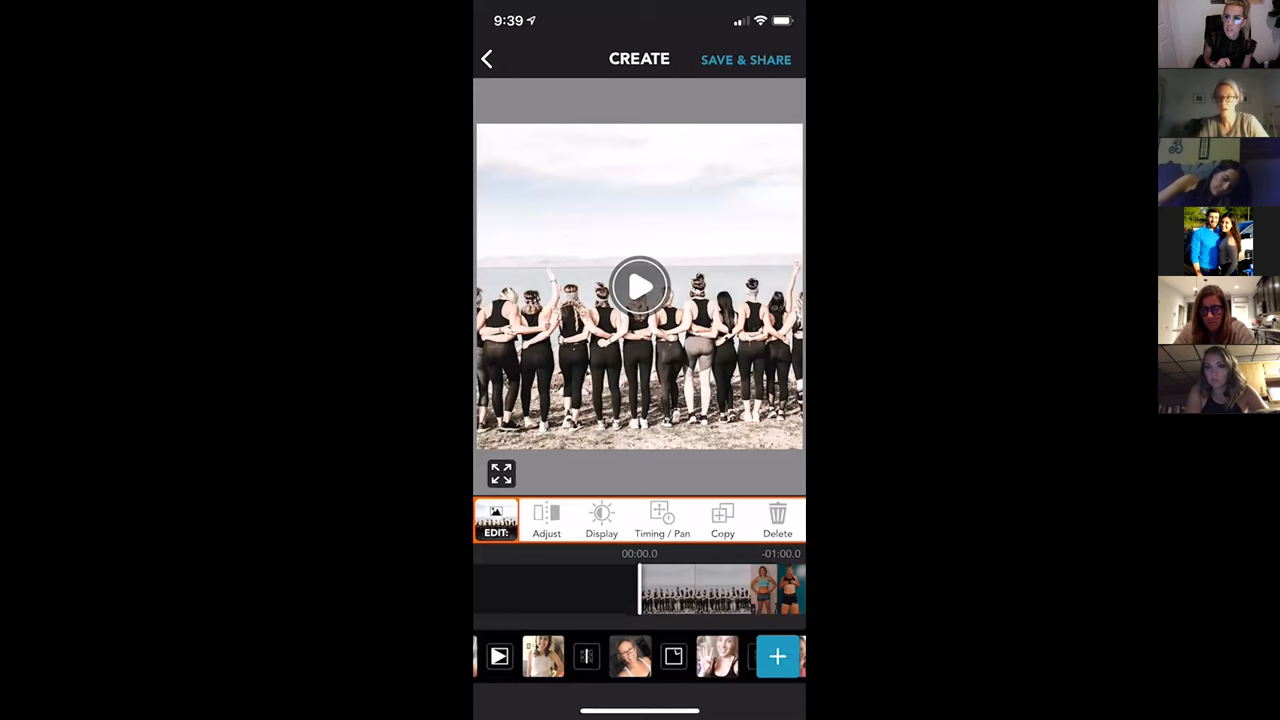 9:39
CREATE
SAVE & SHARE
EDIT:
Adjust
Display
Timing / Pan
Copy
Delete
00:00.0
-01:00.0